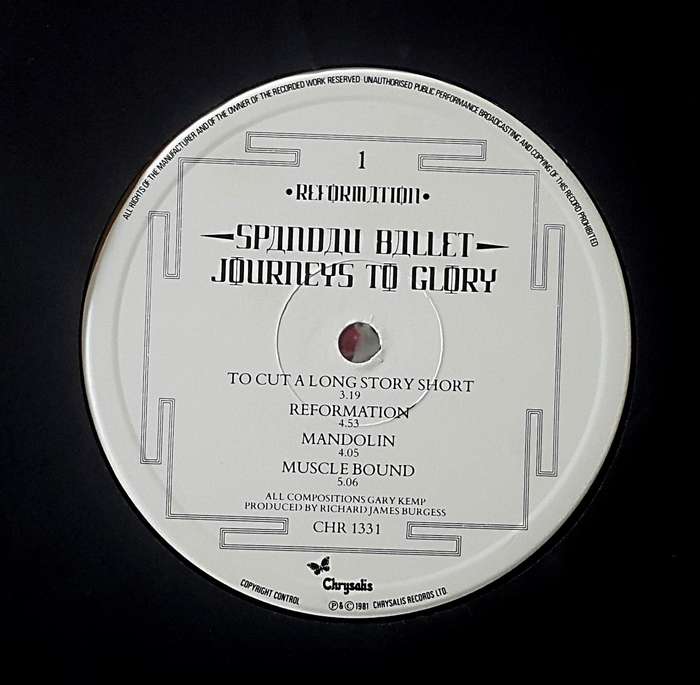 ALL RIGHTS OF THE MANUFACTURER AND OF THE OWNER OF THE RECORDED WORK RESERVED · UNAUTHORISED PUBLIC PERFORMANCE BROADCASTING AND COPYING OF THIS RECORD PROHIBITED
1
•REFORMATION•
SPANDAU BALLET
JOURNEYS TO GLORY
TO CUT A LONG STORY SHORT
3.19
REFORMATION
4.53
MANDOLIN
4.05
MUSCLE BOUND
5.06
ALL COMPOSITIONS GARY KEMP
PRODUCED BY RICHARD JAMES BURGESS
CHR 1331
Chrysalis
COPYRIGHT CONTROL
℗ & © 1981 CHRYSALIS RECORDS LTD.